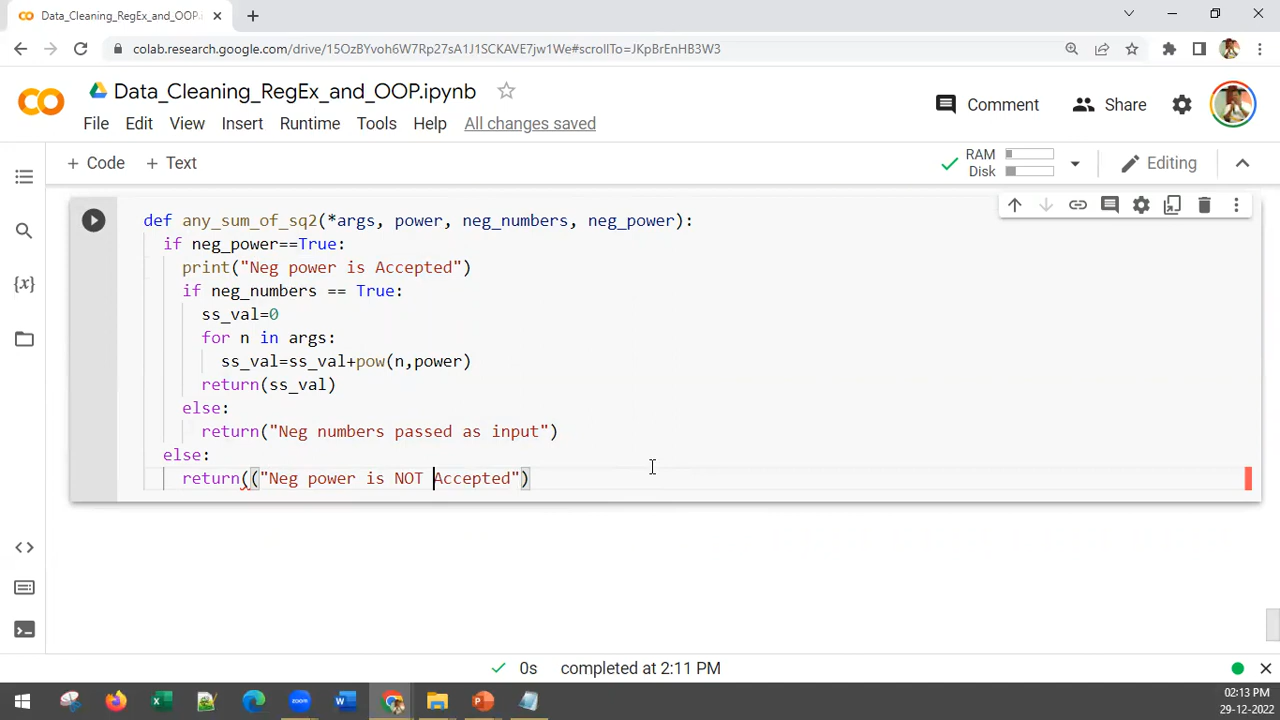 Data_Cleaning_RegEx_and_OOP.i
colab.research.google.com/drive/15OzBYvoh6W7Rp27sA1J1SCKAVE7jw1We#scrollTo=JKpBrEnHB3W3
Data_Cleaning_RegEx_and_OOP.ipynb
Comment Share
File Edit View Insert Runtime Tools Help All changes saved
+ Code + Text RAM Disk Editing
def any_sum_of_sq2(*args, power, neg_numbers, neg_power):
if neg_power==True:
print("Neg power is Accepted")
if neg_numbers == True:
ss_val=0
for n in args:
ss_val=ss_val+pow(n,power)
return(ss_val)
else:
return("Neg numbers passed as input")
else:
return(("Neg power is NOT Accepted")
{x}
0s completed at 2:11 PM
zoom
02:13 PM
29-12-2022